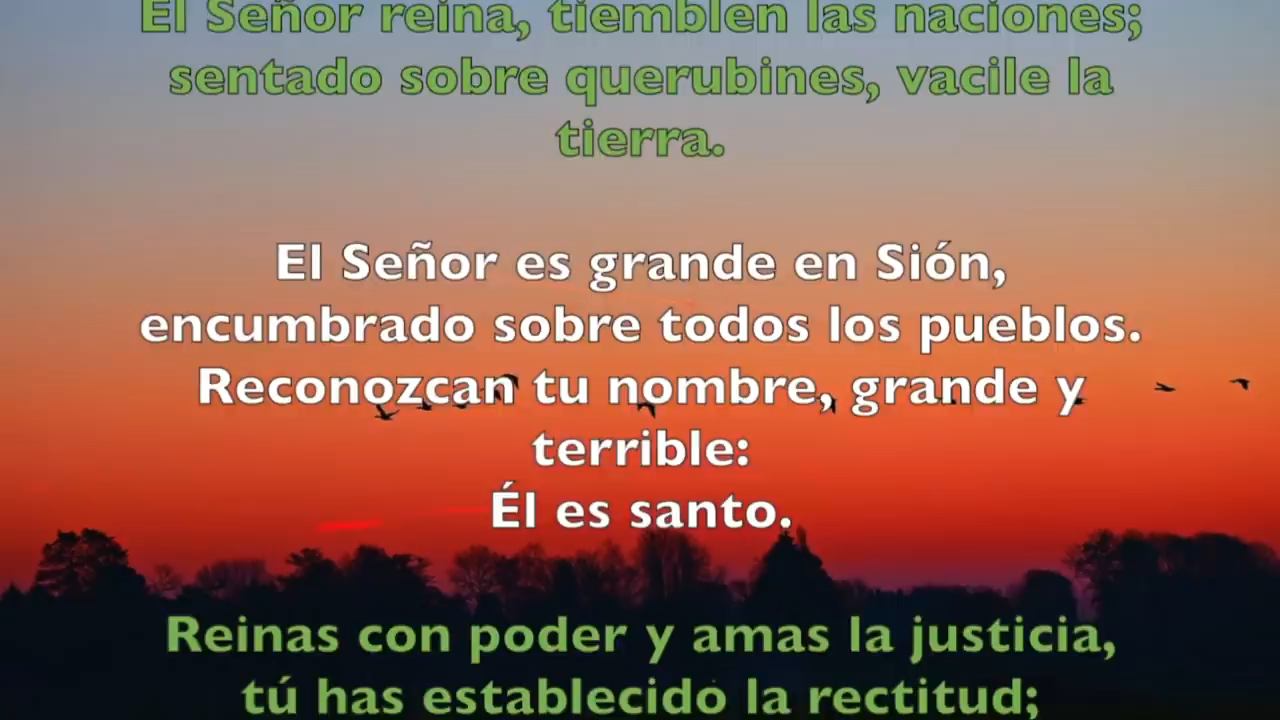 El Señor reina, tiemblen las naciones;
sentado sobre querubines, vacile la
tierra.
El Señor es grande en Sión,
encumbrado sobre todos los pueblos.
Reconozcan tu nombre, grande y
terrible:
Él es santo.
Reinas con poder y amas la justicia,
tú has establecido la rectitud;